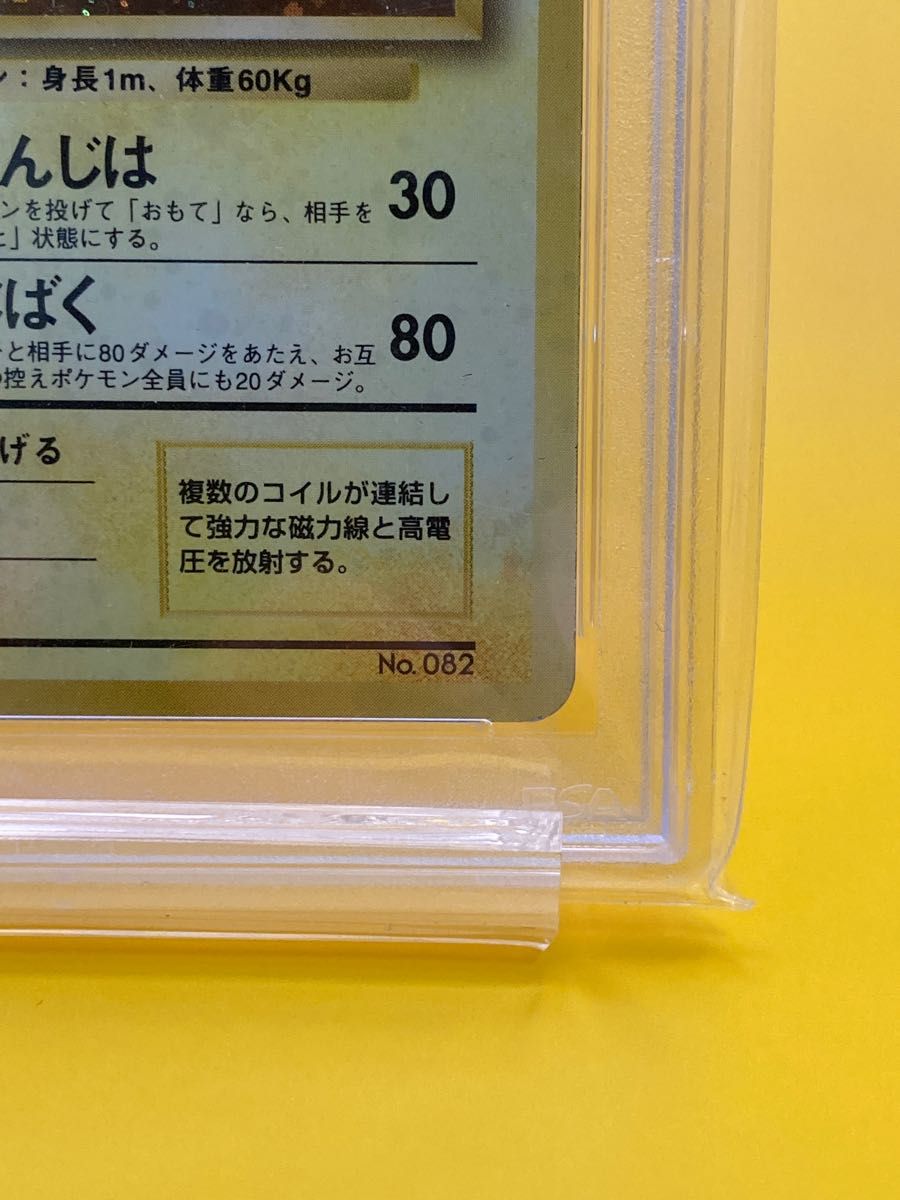 ン：身長1m、体重60Kg
んじは 30
ンを投げて「おもて」なら、相手を
」状態にする。
ばく 80
と相手に80ダメージをあたえ、お互
控えポケモン全員にも20ダメージ。
げる
複数のコイルが連結し
て強力な磁力線と高電
圧を放射する。
No. 082